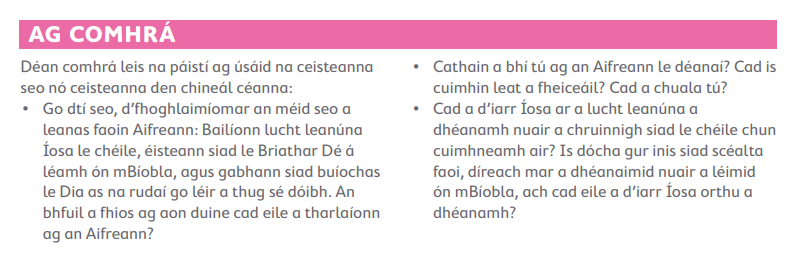 AG COMHRÁ
Déan comhrá leis na páistí ag úsáid na ceisteanna
seo nó ceisteanna den chineál céanna:
• Go dtí seo, d'fhoghlaimíomar an méid seo a
leanas faoin Aifreann: Bailíonn lucht leanúna
Íosa le chéile, éisteann siad le Briathar Dé á
léamh ón mBíobla, agus gabhann siad buíochas
le Dia as na rudaí go léir a thug sé dóibh. An
bhfuil a fhios ag aon duine cad eile a tharlaíonn
ag an Aifreann?
• Cathain a bhí tú ag an Aifreann le déanaí? Cad is
cuimhin leat a fheiceáil? Cad a chuala tú?
• Cad a d'iarr Íosa ar a lucht leanúna a
dhéanamh nuair a chruinnigh siad le chéile chun
cuimhneamh air? Is dócha gur inis siad scéalta
faoi, díreach mar a dhéanaimid nuair a léimid
ón mBíobla, ach cad eile a d'iarr Íosa orthu a
dhéanamh?